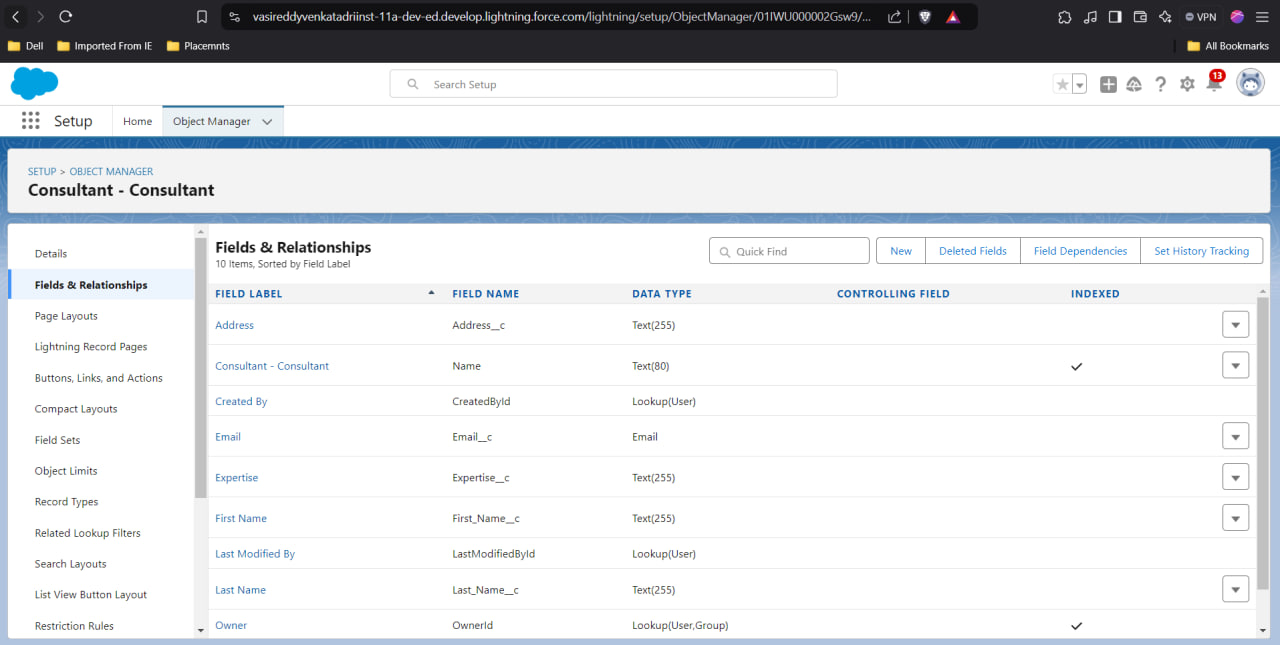 vasireddyvenkatadriinst-11a-dev-ed.develop.lightning.force.com/lightning/setup/ObjectManager/01IWU000002Gsw9/...
VPN
Dell
Imported From IE
Placemnts
All Bookmarks
Search Setup
13
Setup
Home
Object Manager
SETUP > OBJECT MANAGER
Consultant - Consultant
Details
Fields & Relationships
Page Layouts
Lightning Record Pages
Buttons, Links, and Actions
Compact Layouts
Field Sets
Object Limits
Record Types
Related Lookup Filters
Search Layouts
List View Button Layout
Restriction Rules
Fields & Relationships
10 Items, Sorted by Field Label
Quick Find
New
Deleted Fields
Field Dependencies
Set History Tracking
FIELD LABEL FIELD NAME DATA TYPE CONTROLLING FIELD INDEXED
Address Address__c Text(255)
Consultant - Consultant Name Text(80)
Created By CreatedById Lookup(User)
Email Email__c Email
Expertise Expertise__c Text(255)
First Name First_Name__c Text(255)
Last Modified By LastModifiedById Lookup(User)
Last Name Last_Name__c Text(255)
Owner OwnerId Lookup(User,Group)